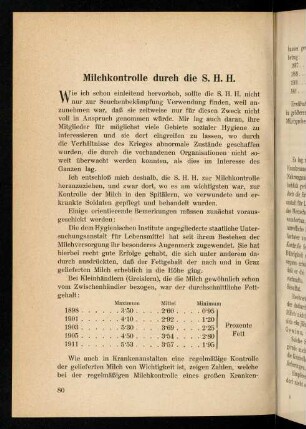 Milchkontrolle durch die S. H. H.
Wie ich schon einleitend hervorhob, sollte die S. H. H. nicht
nur zur Seuchenbekämpfung Verwendung finden, weil an-
zunehmen war, daß sie zeitweise nur für diesen Zweck nicht
voll in Anspruch genommen würde. Mir lag auch daran, ihre
Mitglieder für möglichst viele Gebiete sozialer Hygiene zu
interessieren und sie dort eingreifen zu lassen, wo durch
die Verhältnisse des Krieges abnormale Zustände geschaffen
wurden, die durch die vorhandenen Organisationen nicht so-
weit überwacht werden konnten, als dies im Interesse des
Ganzen lag.
Ich entschloß mich deshalb, die S. H. H. zur Milchkontrolle
heranzuziehen, und zwar dort, wo es am wichtigsten war, zur
Kontrolle der Milch in den Spitälern, wo verwundete und er-
krankte Soldaten gepflegt und behandelt wurden.
Einige orientierende Bemerkungen müssen zunächst voraus-
geschickt werden:
Die dem Hygienischen Institute angegliederte staatliche Unter-
suchungsanstalt für Lebensmittel hat seit ihrem Bestehen der
Milchversorgung ihr besonderes Augenmerk zugewendet. Sie hat
hierbei recht gute Erfolge gehabt, die sich unter anderem da-
durch ausdrückten, daß der Fettgehalt der nach und in Graz
gelieferten Milch erheblich in die Höhe ging.
Bei Kleinhändlern (Greislern), die die Milch gewöhnlich schon
vom Zwischenhändler bezogen, war der durchschnittliche Fett-
gehalt:
Maximum Mittel Minimum
1898 . . . . . 3·50 . . . . 2·60 . . . . 0·95
1901 . . . . . 4·10 . . . . 2·92 . . . . 1·20
1903 . . . . . 5·30 . . . . 3·69 . . . . 2·25
1905 . . . . . 4·50 . . . . 3·54 . . . . 2·80
1911 . . . . . 5·53 . . . . 3·67 . . . . 1·95
Prozente
Fett
Wie auch in Krankenanstalten eine regelmäßige Kontrolle
der gelieferten Milch von Wichtigkeit ist, zeigen Zahlen, welche
bei der regelmäßigen Milchkontrolle eines großen Kranken-
80